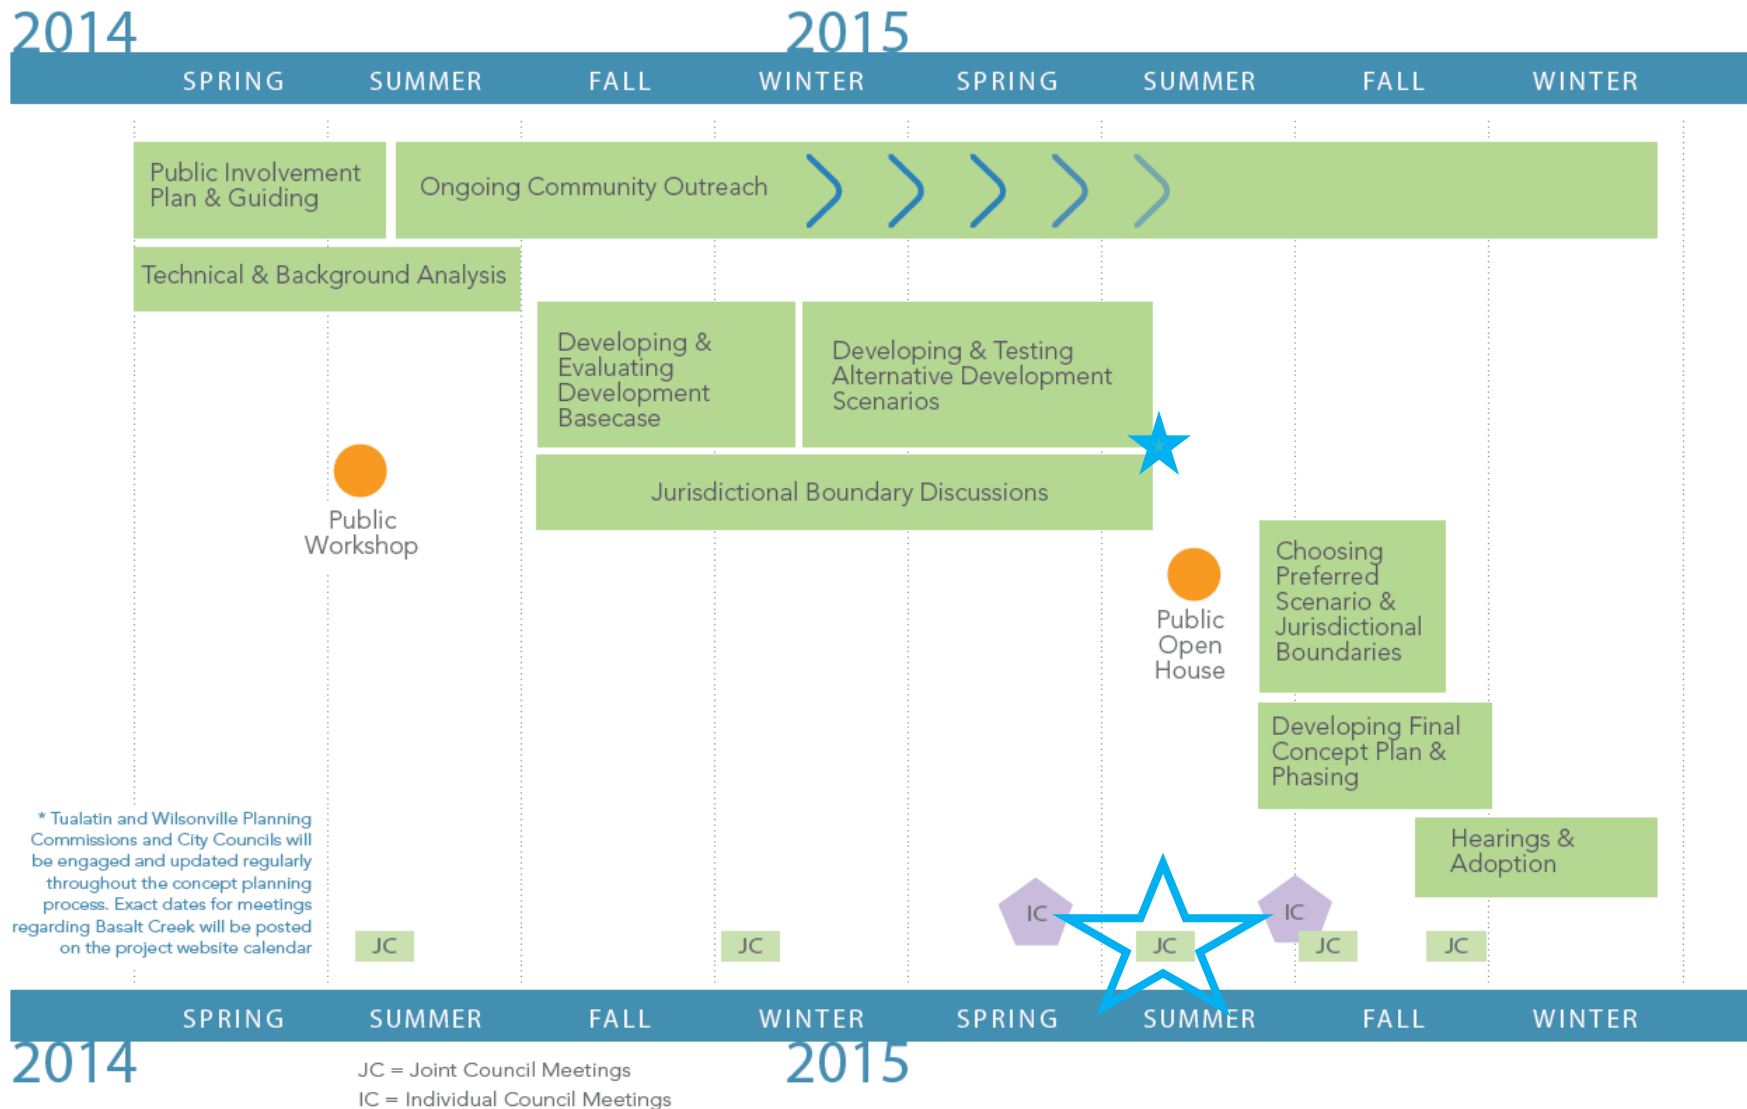 2014 2015
SPRING SUMMER FALL WINTER SPRING SUMMER FALL WINTER
Public Involvement
Plan & Guiding
Ongoing Community Outreach
Technical & Background Analysis
Developing &
Evaluating
Development
Basecase
Developing & Testing
Alternative Development
Scenarios
Jurisdictional Boundary Discussions
Public
Workshop
Public
Open
House
Choosing
Preferred
Scenario &
Jurisdictional
Boundaries
Developing Final
Concept Plan &
Phasing
Hearings &
Adoption
* Tualatin and Wilsonville Planning
Commissions and City Councils will
be engaged and updated regularly
throughout the concept planning
process. Exact dates for meetings
regarding Basalt Creek will be posted
on the project website calendar
IC IC
JC JC JC JC JC
SPRING SUMMER FALL WINTER SPRING SUMMER FALL WINTER
2014 2015
JC = Joint Council Meetings
IC = Individual Council Meetings